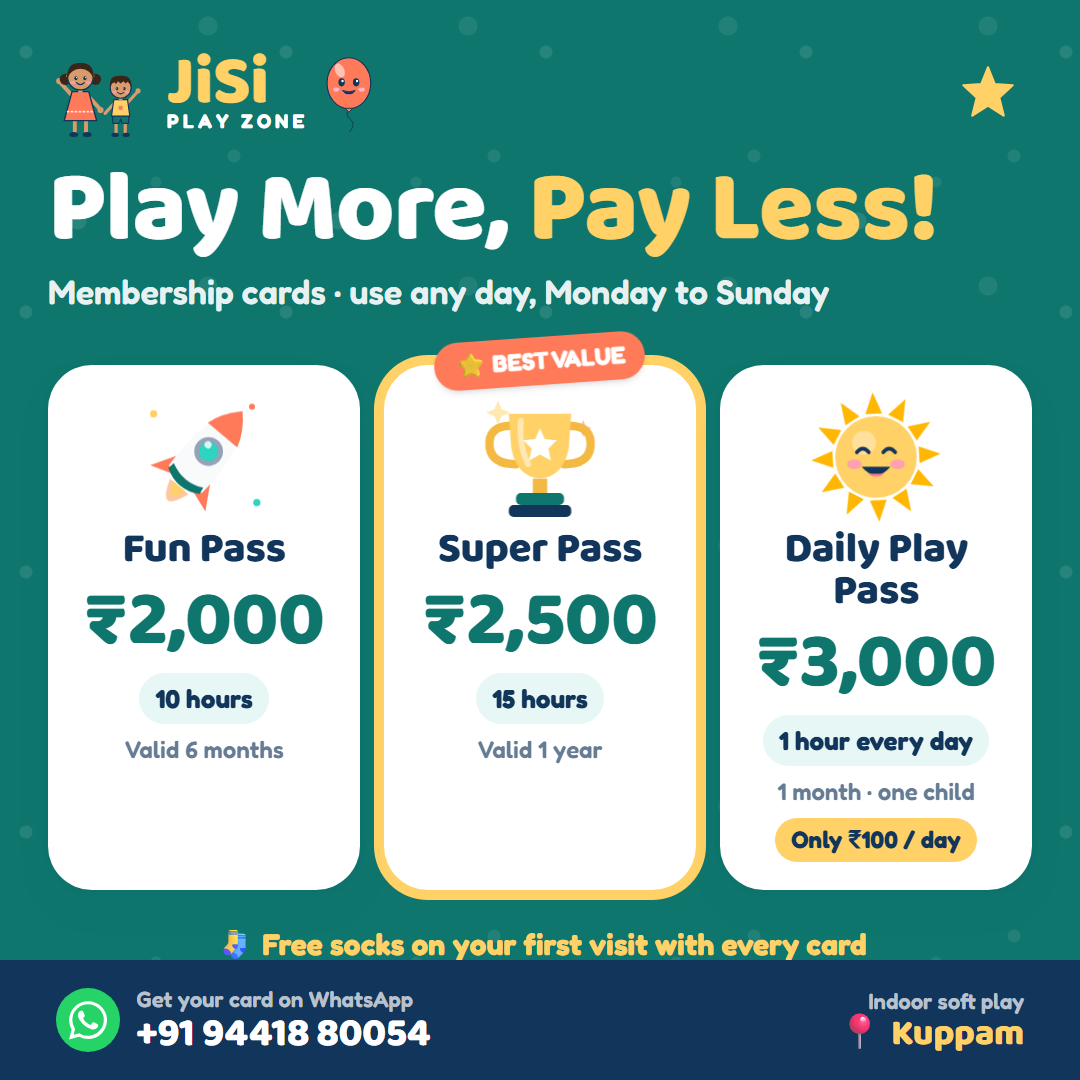 JiSi
PLAY ZONE
Play More, Pay Less!
Membership cards · use any day, Monday to Sunday
BEST VALUE
Fun Pass
₹2,000
10 hours
Valid 6 months
Super Pass
₹2,500
15 hours
Valid 1 year
Daily Play
Pass
₹3,000
1 hour every day
1 month · one child
Only ₹100 / day
Free socks on your first visit with every card
Get your card on WhatsApp
+91 94418 80054
Indoor soft play
Kuppam